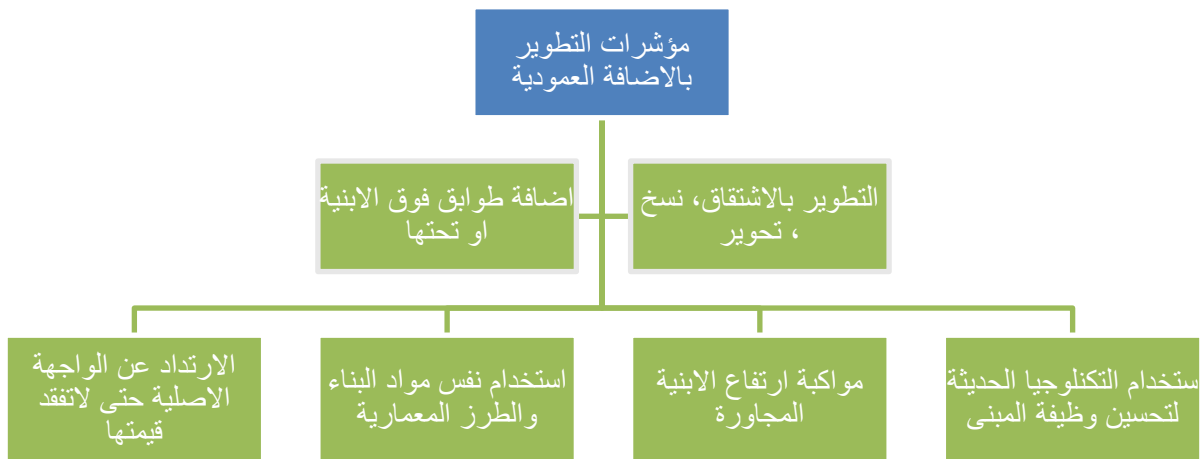 مؤشرات التطوير
بالاضافة العمودية
التطوير بالاشتقاق، نسخ
، تحوير
اضافة طوابق فوق الابنية
او تحتها
ستخدام التكنلوجيا الحديثة
لتحسين وظيفة المبنى
مواكبة ارتفاع الابنية
المجاورة
استخدام نفس مواد البناء
والطرز المعمارية
الارتداد عن الواجهة
الاصلية حتى لاتفقد
قيمتها